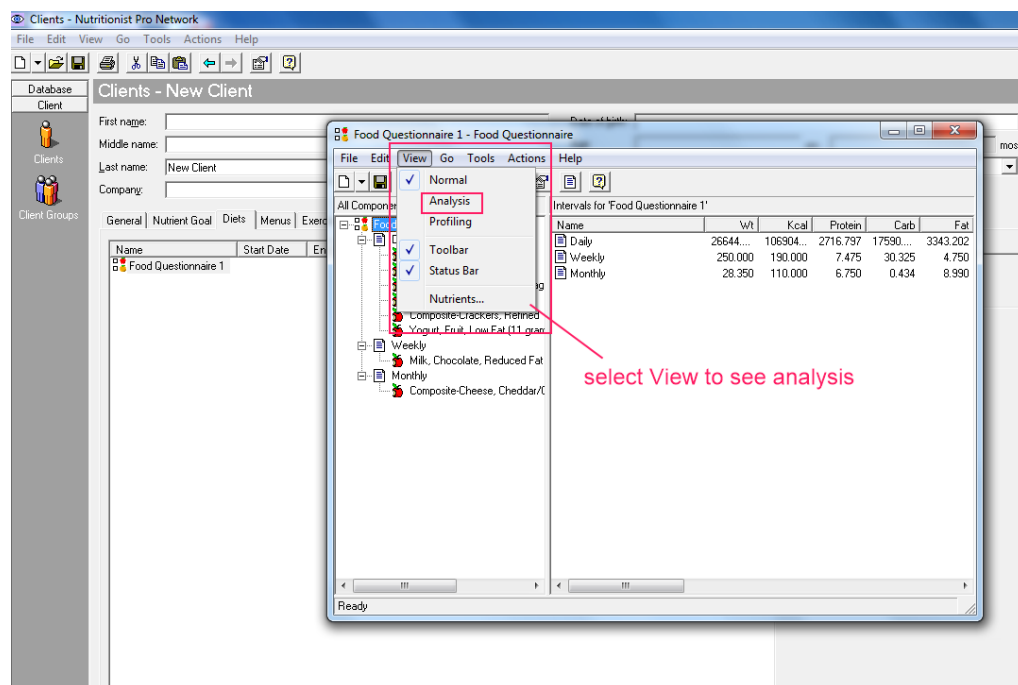 Clients - Nutritionist Pro Network
File Edit View Go Tools Actions Help
Database
Client
Clients
Client Groups
Clients - New Client
First name:
Middle name:
Last name: New Client
Company:
mos
General Nutrient Goal Diets Menus Exerc
Name Start Date En
Food Questionnaire 1
Food Questionnaire 1 - Food Questionnaire
File Edit View Go Tools Actions Help
Normal
Analysis
Profiling
Toolbar
Status Bar
Nutrients...
All Componen
Food
Composite-Crackers, Refined
Yogurt, Fruit, Low Fat (11 gram
Weekly
Milk, Chocolate, Reduced Fat
Monthly
Composite-Cheese, Cheddar/C
Intervals for 'Food Questionnaire 1'
Name Wt Kcal Protein Carb Fat
Daily 26644.... 106904... 2716.797 17590.... 3343.202
Weekly 250.000 190.000 7.475 30.325 4.750
Monthly 28.350 110.000 6.750 0.434 8.990
select View to see analysis
Ready